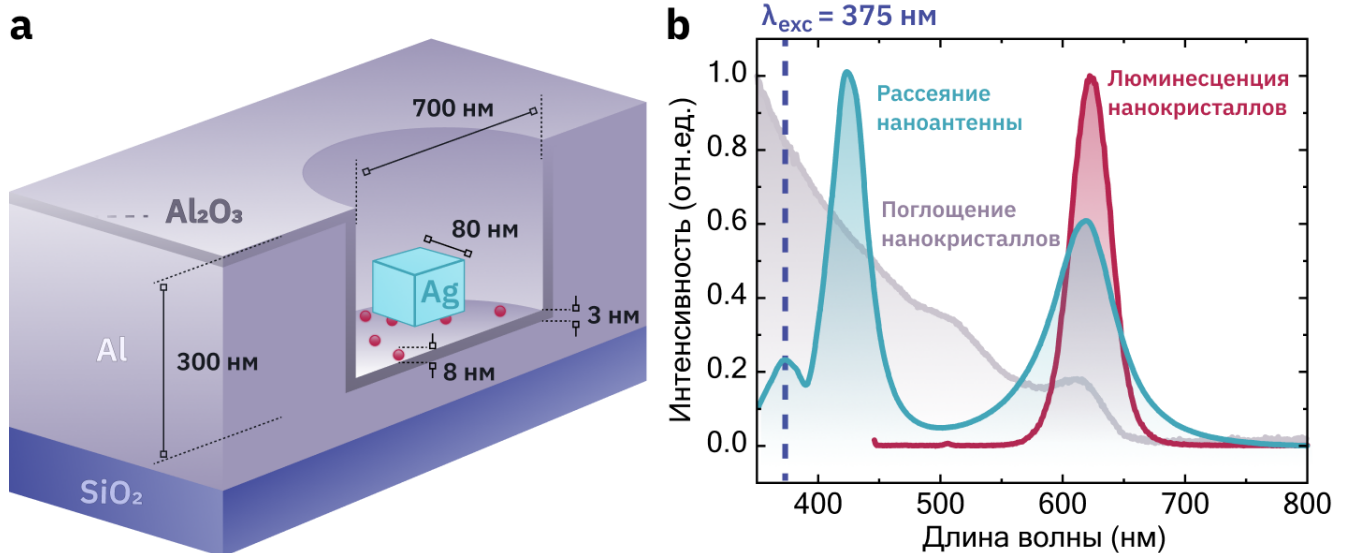 a
700 нм
Al₂O₃
80 нм
Ag
Al
300 нм
3 нм
8 нм
SiO₂
b
λexc = 375 нм
Рассеяние
наноантенны
Люминесценция
нанокристаллов
Поглощение
нанокристаллов
Интенсивность (отн.ед.)
1.0
0.8
0.6
0.4
0.2
0.0
400
500
600
700
800
Длина волны (нм)